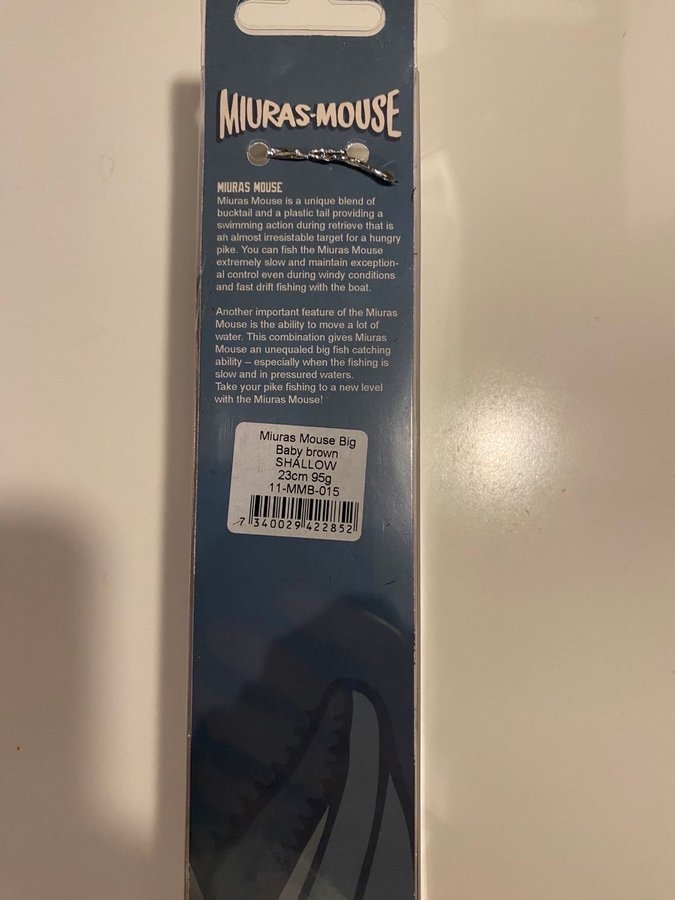 MIURAS-MOUSE
MIURAS MOUSE
Miuras Mouse is a unique blend of
bucktail and a plastic tail providing a
swimming action during retrieve that is
an almost irresistable target for a hungry
pike. You can fish the Miuras Mouse
extremely slow and maintain exception-
al control even during windy conditions
and fast drift fishing with the boat.
Another important feature of the Miuras
Mouse is the ability to move a lot of
water. This combination gives Miuras
Mouse an unequaled big fish catching
ability – especially when the fishing is
slow and in pressured waters.
Take your pike fishing to a new level
with the Miuras Mouse!
Miuras Mouse Big
Baby brown
SHALLOW
23cm 95g
11-MMB-015
7 340029 422852